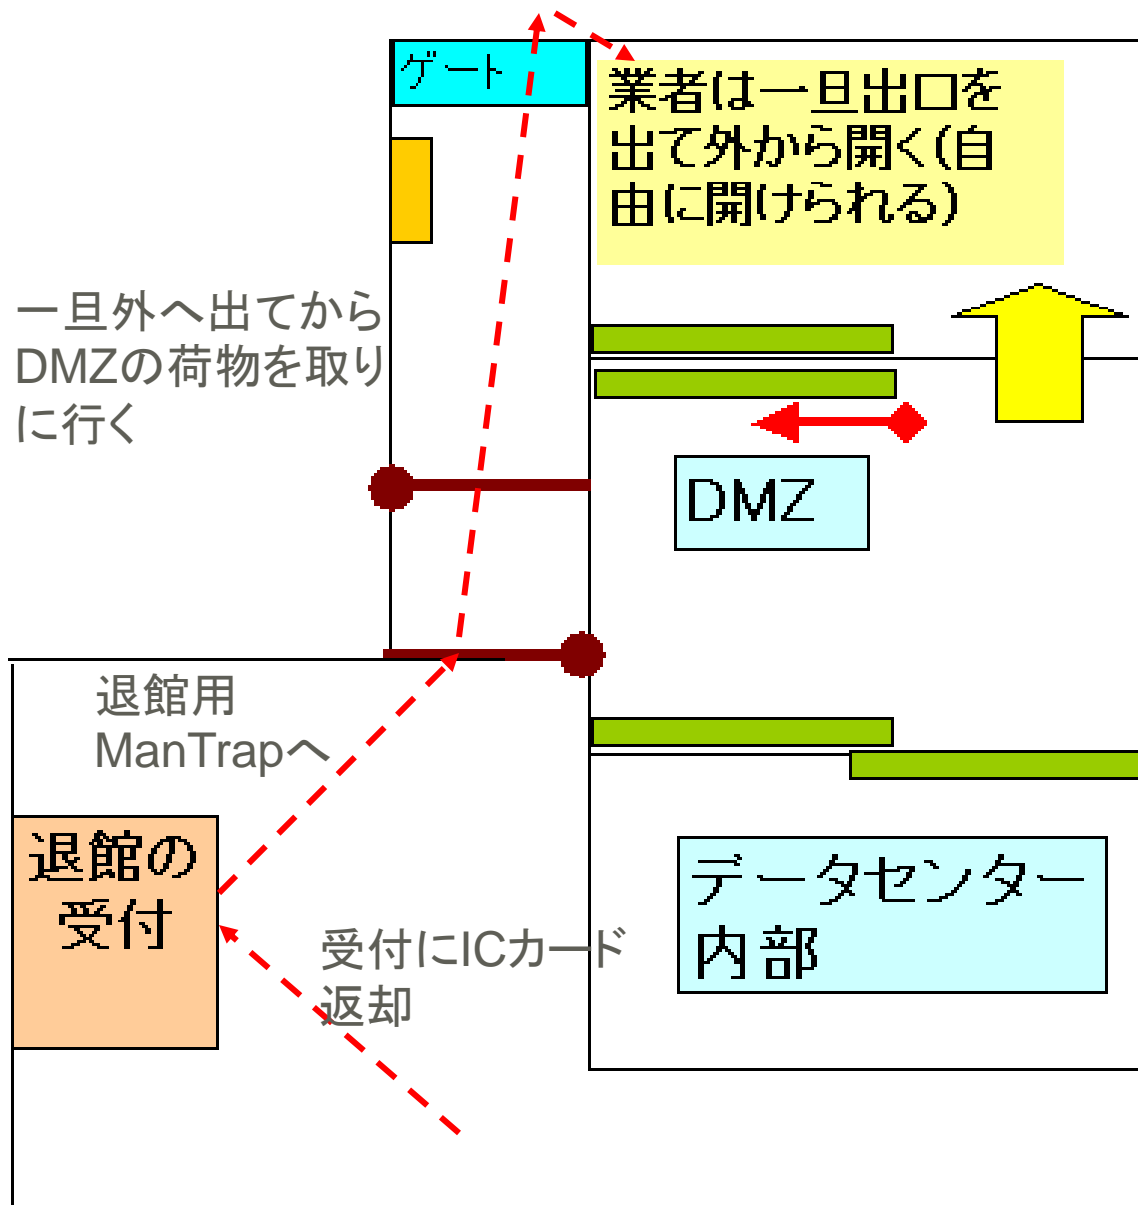 ゲート
業者は一旦出口を
出て外から開く(自
由に開けられる)
一旦外へ出てから
DMZの荷物を取り
に行く
DMZ
退館用
ManTrapへ
退館の
受付
受付にICカード
返却
データセンター
内部